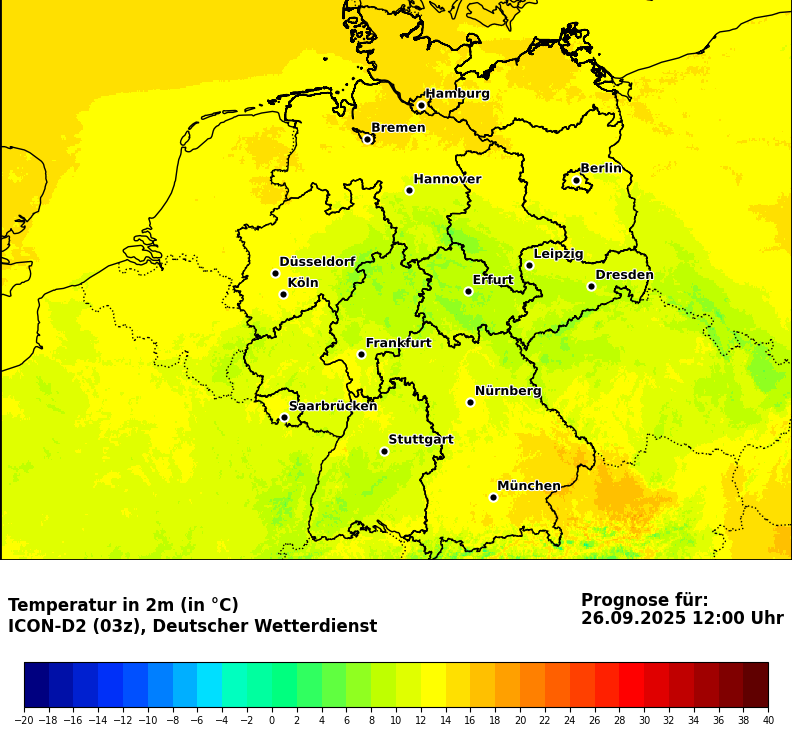 Hamburg
Bremen
Berlin
Hannover
Leipzig
Düsseldorf
Dresden
Köln
Erfurt
Frankfurt
Nürnberg
Saarbrücken
Stuttgart
München
Temperatur in 2m (in °C)
ICON-D2 (03z), Deutscher Wetterdienst
Prognose für:
26.09.2025 12:00 Uhr
−20 −18 −16 −14 −12 −10 −8 −6 −4 −2 0 2 4 6 8 10 12 14 16 18 20 22 24 26 28 30 32 34 36 38 40